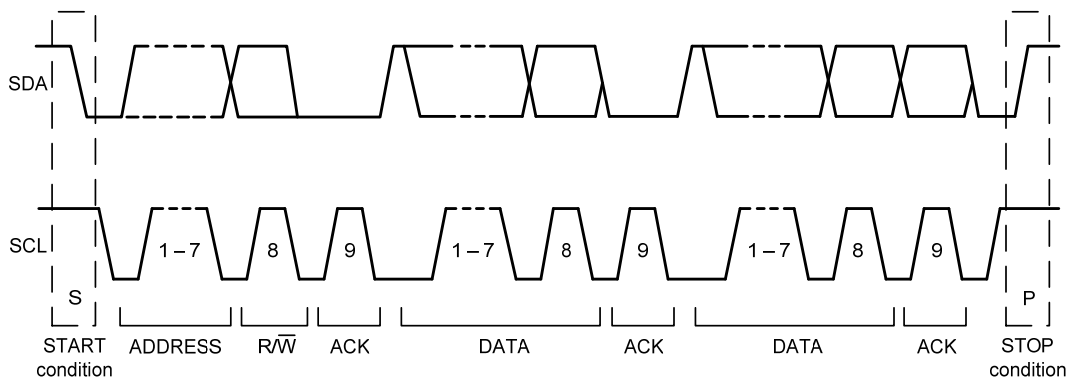 SDA
SCL
1 – 7
8
9
1 – 7
8
9
1 – 7
8
9
S
P
START
condition
ADDRESS
R/W̅
ACK
DATA
ACK
DATA
ACK
STOP
condition